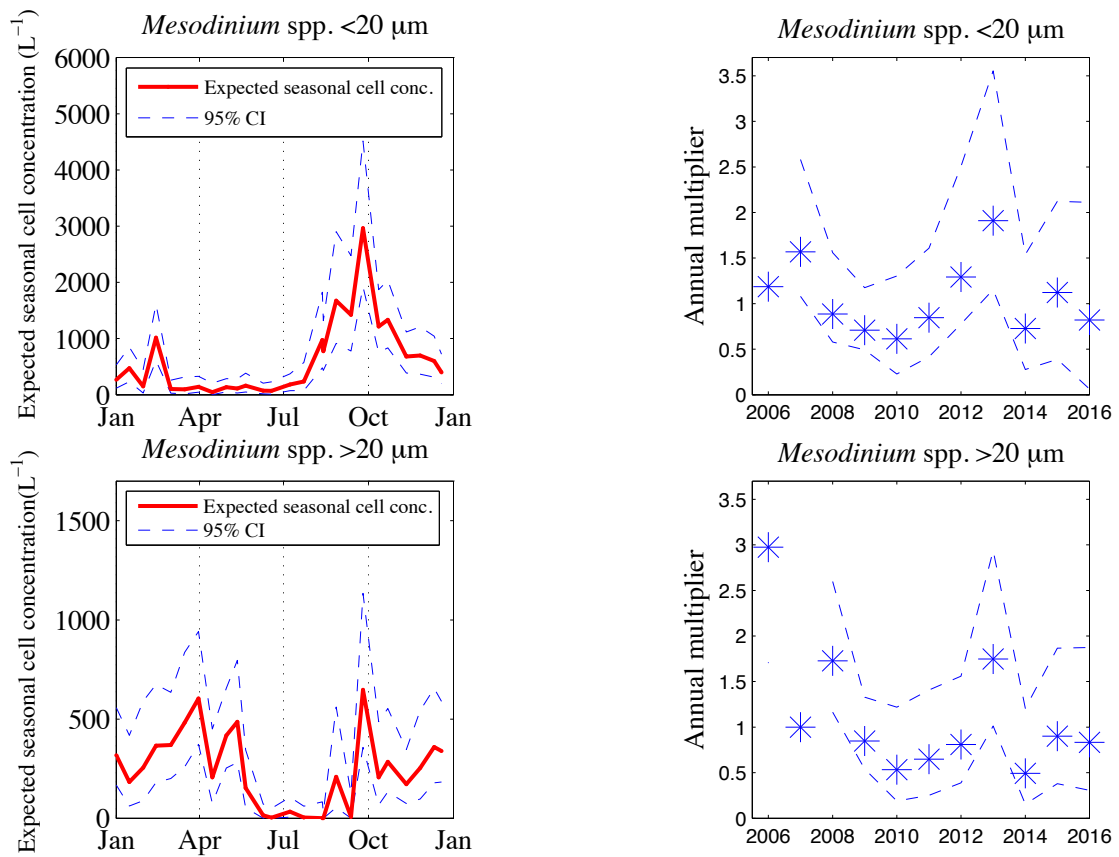 Mesodinium spp. <20 μm
Expected seasonal cell concentration (L⁻¹)
6000
5000
4000
3000
2000
1000
0
Expected seasonal cell conc.
95% CI
Jan Apr Jul Oct Jan
Mesodinium spp. <20 μm
Annual multiplier
3.5
3
2.5
2
1.5
1
0.5
0
2006 2008 2010 2012 2014 2016
Mesodinium spp. >20 μm
Expected seasonal cell concentration(L⁻¹)
1500
1000
500
0
Expected seasonal cell conc.
95% CI
Jan Apr Jul Oct Jan
Mesodinium spp. >20 μm
Annual multiplier
3.5
3
2.5
2
1.5
1
0.5
0
2006 2008 2010 2012 2014 2016